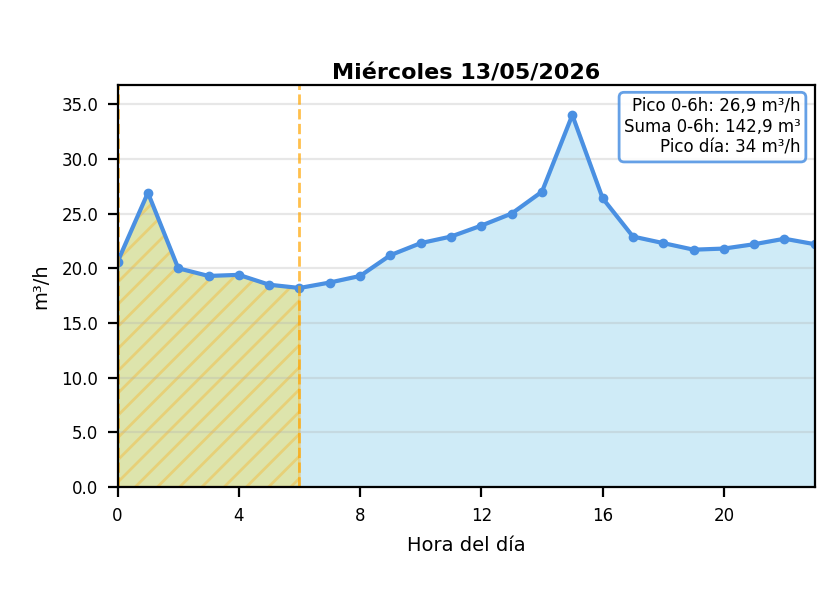 Miércoles 13/05/2026
Pico 0-6h: 26,9 m³/h
Suma 0-6h: 142,9 m³
Pico día: 34 m³/h
35.0
30.0
25.0
20.0
15.0
10.0
5.0
0.0
m³/h
0 4 8 12 16 20
Hora del día